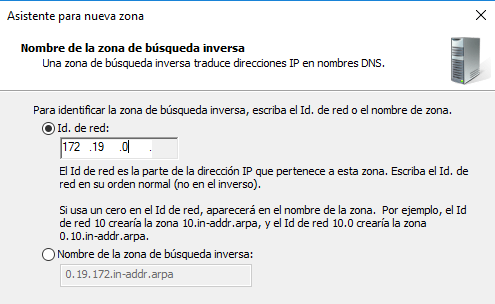 Asistente para nueva zona
Nombre de la zona de búsqueda inversa
Una zona de búsqueda inversa traduce direcciones IP en nombres DNS.
Para identificar la zona de búsqueda inversa, escriba el Id. de red o el nombre de zona.
Id. de red:
172 .19 .0 .
El Id de red es la parte de la dirección IP que pertenece a esta zona. Escriba el Id. de
red en su orden normal (no en el inverso).
Si usa un cero en el Id de red, aparecerá en el nombre de la zona. Por ejemplo, el Id
de red 10 crearía la zona 10.in-addr.arpa, y el Id de red 10.0 crearía la zona
0.10.in-addr.arpa.
Nombre de la zona de búsqueda inversa:
0.19.172.in-addr.arpa